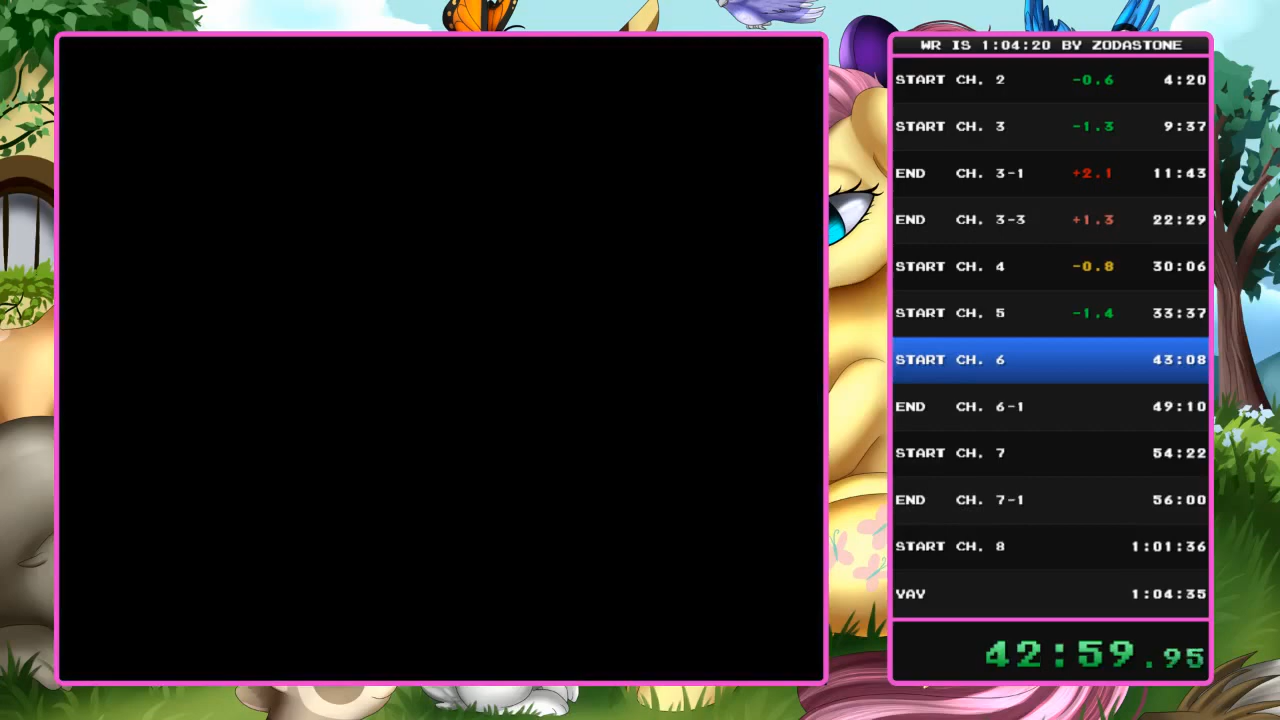 WR IS 1:04:20 BY ZODASTONE
START CH. 2 -0.6 4:20
START CH. 3 -1.3 9:37
END CH. 3-1 +2.1 11:43
END CH. 3-3 +1.3 22:29
START CH. 4 -0.8 30:06
START CH. 5 -1.4 33:37
START CH. 6 43:08
END CH. 6-1 49:10
START CH. 7 54:22
END CH. 7-1 56:00
START CH. 8 1:01:36
YAY 1:04:35
42:59.95